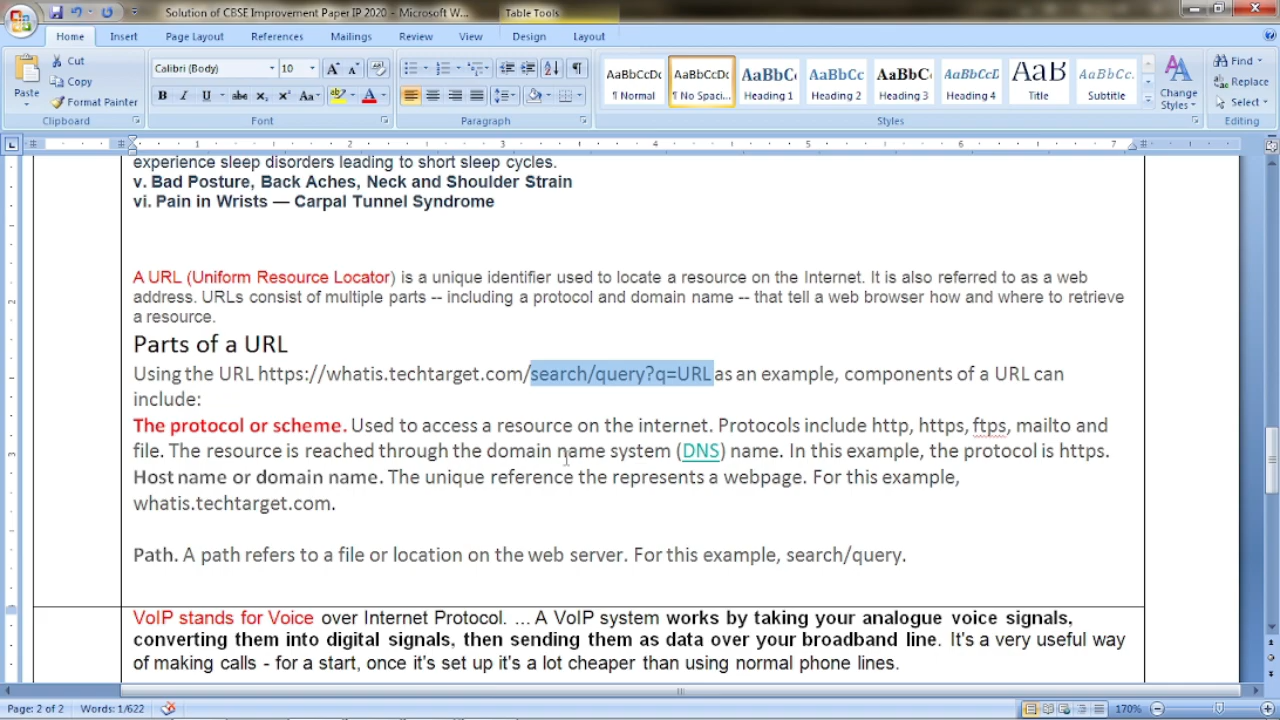 Solution of CBSE Improvement Paper IP 2020 - Microsoft W...
Table Tools
Home Insert Page Layout References Mailings Review View Design Layout
Paste
Cut
Copy
Format Painter
Clipboard
Calibri (Body) 10
Font
Paragraph
AaBbCcDc AaBbCcDc AaBbC( AaBbCc AaBbCc AaBbCcD AaB AaBbCc.
¶ Normal ¶ No Spaci... Heading 1 Heading 2 Heading 3 Heading 4 Title Subtitle
Change
Styles
Styles
Find
Replace
Select
Editing
1 2 3 4 5 6 7
experience sleep disorders leading to short sleep cycles.
v. Bad Posture, Back Aches, Neck and Shoulder Strain
vi. Pain in Wrists — Carpal Tunnel Syndrome
A URL (Uniform Resource Locator) is a unique identifier used to locate a resource on the Internet. It is also referred to as a web
address. URLs consist of multiple parts -- including a protocol and domain name -- that tell a web browser how and where to retrieve
a resource.
Parts of a URL
Using the URL https://whatis.techtarget.com/search/query?q=URL as an example, components of a URL can
include:
The protocol or scheme. Used to access a resource on the internet. Protocols include http, https, ftps, mailto and
file. The resource is reached through the domain name system (DNS) name. In this example, the protocol is https.
Host name or domain name. The unique reference the represents a webpage. For this example,
whatis.techtarget.com.
Path. A path refers to a file or location on the web server. For this example, search/query.
VoIP stands for Voice over Internet Protocol. ... A VoIP system works by taking your analogue voice signals,
converting them into digital signals, then sending them as data over your broadband line. It's a very useful way
of making calls - for a start, once it's set up it's a lot cheaper than using normal phone lines.
Page: 2 of 2 Words: 1/622 170%